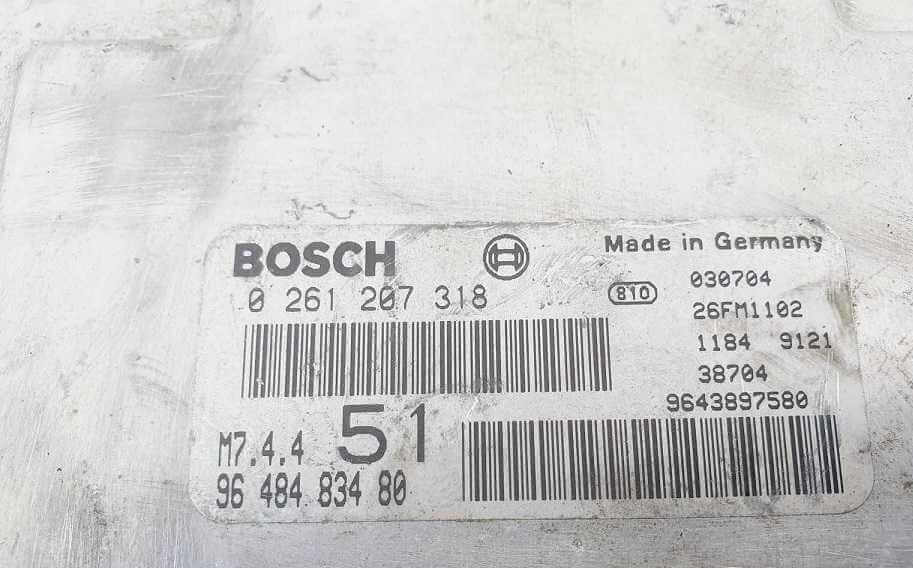 BOSCH
0 261 207 318
Made in Germany
810
030704
26FM1102
1184 9121
38704
9643897580
M7.4.4 51
96 484 834 80